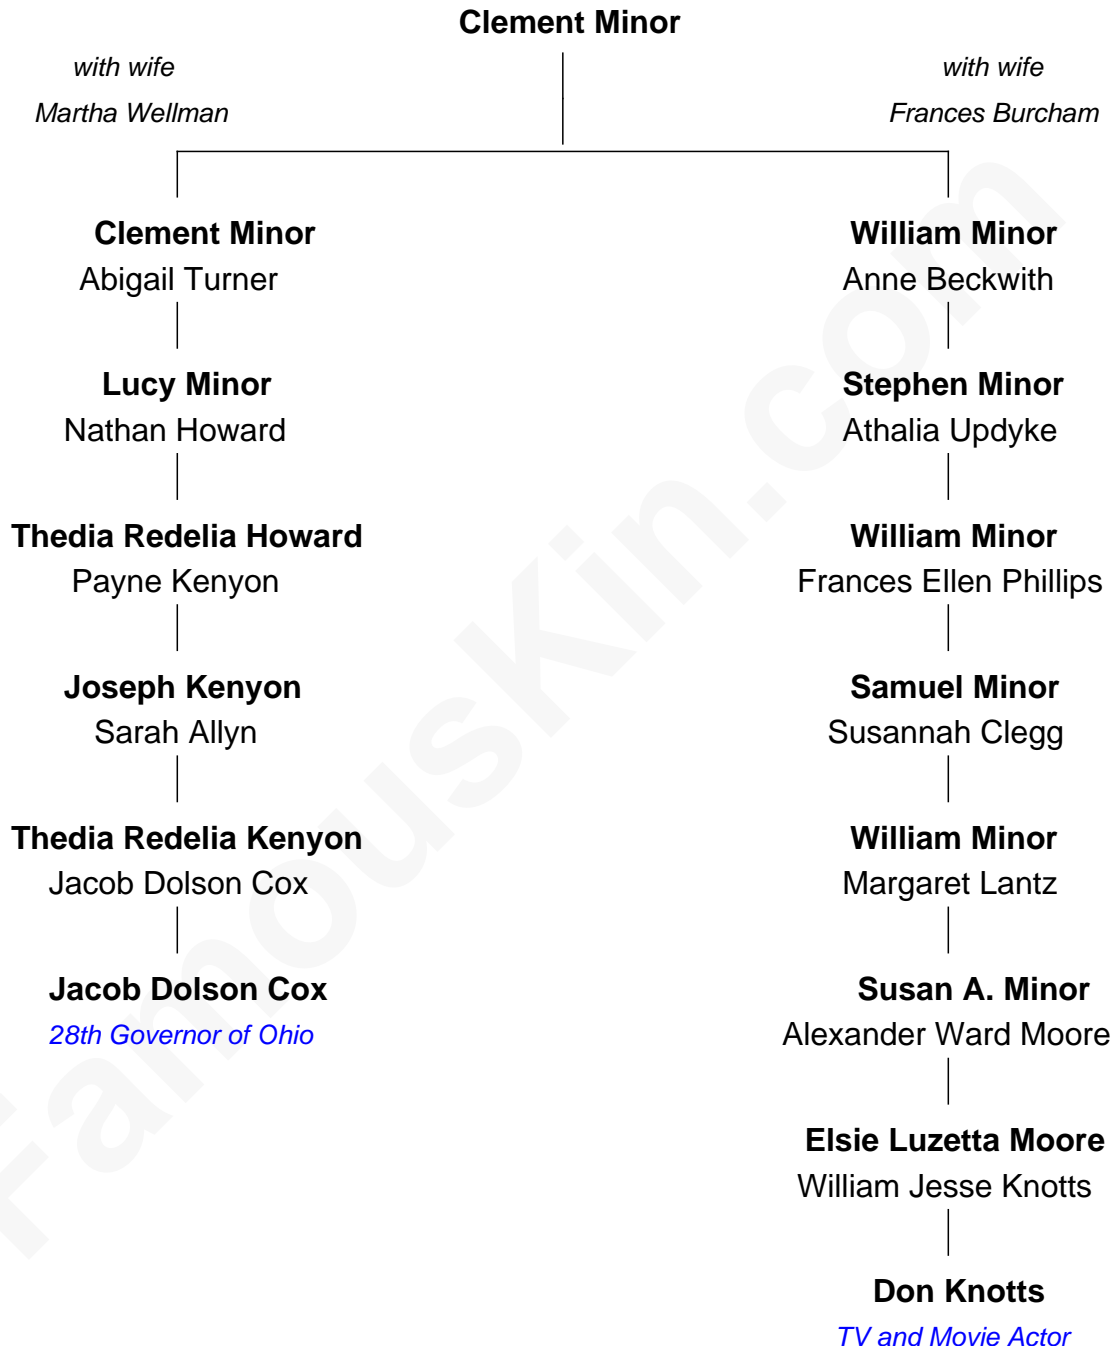 Clement Minor
with wife
Martha Wellman
with wife
Frances Burcham
Clement Minor
Abigail Turner
Lucy Minor
Nathan Howard
Thedia Redelia Howard
Payne Kenyon
Joseph Kenyon
Sarah Allyn
Thedia Redelia Kenyon
Jacob Dolson Cox
Jacob Dolson Cox
28th Governor of Ohio
William Minor
Anne Beckwith
Stephen Minor
Athalia Updyke
William Minor
Frances Ellen Phillips
Samuel Minor
Susannah Clegg
William Minor
Margaret Lantz
Susan A. Minor
Alexander Ward Moore
Elsie Luzetta Moore
William Jesse Knotts
Don Knotts
TV and Movie Actor
FamousKin.com